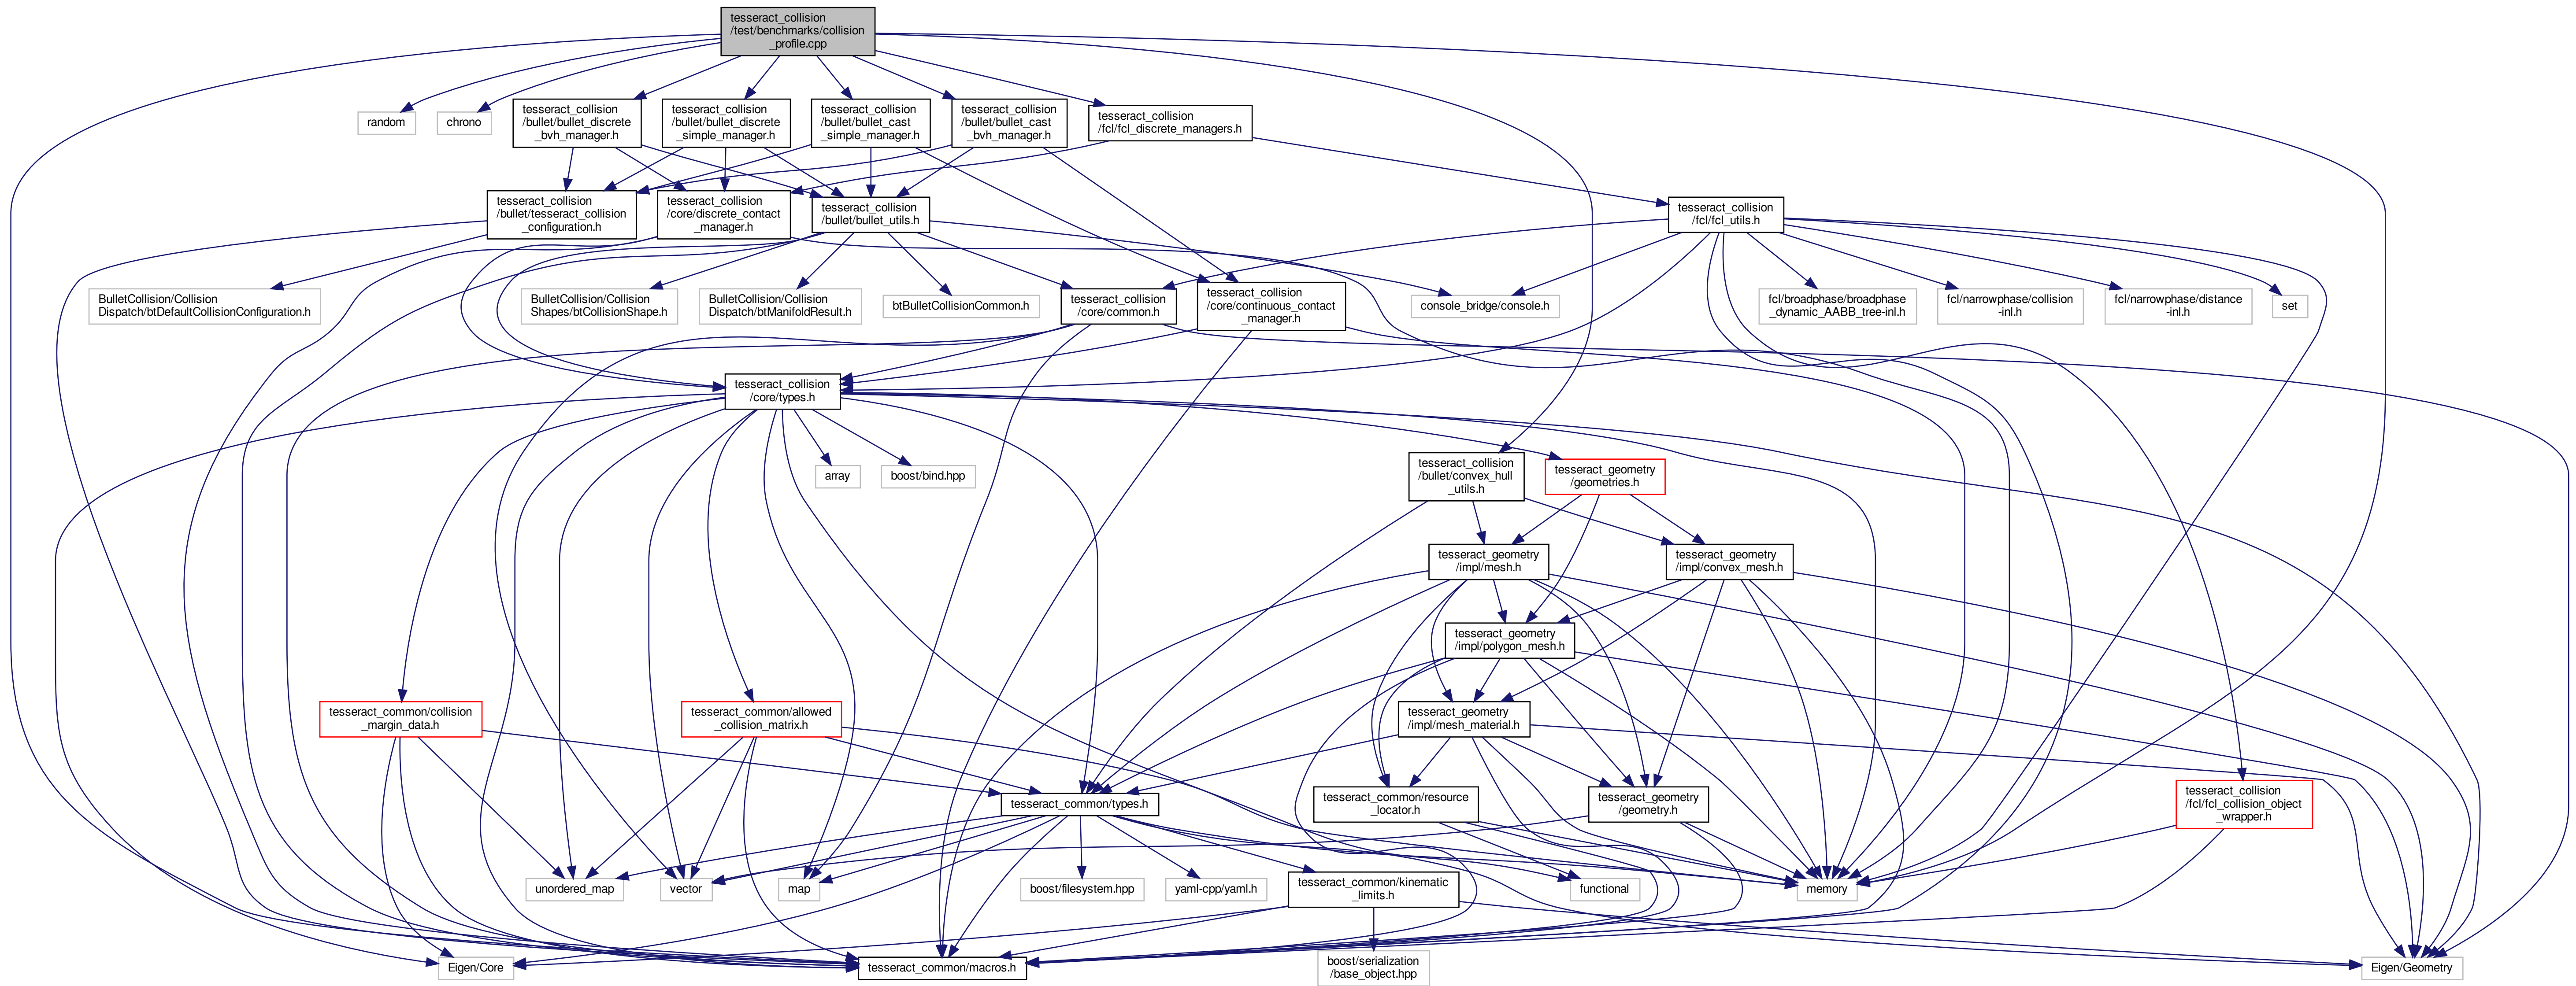 tesseract_collision
/test/benchmarks/collision
_profile.cpp
random
chrono
tesseract_collision
/bullet/bullet_discrete
_bvh_manager.h
tesseract_collision
/bullet/bullet_discrete
_simple_manager.h
tesseract_collision
/bullet/bullet_cast
_simple_manager.h
tesseract_collision
/bullet/bullet_cast
_bvh_manager.h
tesseract_collision
/fcl/fcl_discrete_managers.h
tesseract_collision
/bullet/tesseract_collision
_configuration.h
tesseract_collision
/core/discrete_contact
_manager.h
tesseract_collision
/bullet/bullet_utils.h
tesseract_collision
/fcl/fcl_utils.h
BulletCollision/Collision
Dispatch/btDefaultCollisionConfiguration.h
BulletCollision/Collision
Shapes/btCollisionShape.h
BulletCollision/Collision
Dispatch/btManifoldResult.h
btBulletCollisionCommon.h
tesseract_collision
/core/common.h
tesseract_collision
/core/continuous_contact
_manager.h
console_bridge/console.h
fcl/broadphase/broadphase
_dynamic_AABB_tree-inl.h
fcl/narrowphase/collision
-inl.h
fcl/narrowphase/distance
-inl.h
set
tesseract_collision
/core/types.h
array
boost/bind.hpp
tesseract_collision
/bullet/convex_hull
_utils.h
tesseract_geometry
/geometries.h
tesseract_geometry
/impl/mesh.h
tesseract_geometry
/impl/convex_mesh.h
tesseract_geometry
/impl/polygon_mesh.h
tesseract_common/collision
_margin_data.h
tesseract_common/allowed
_collision_matrix.h
tesseract_geometry
/impl/mesh_material.h
tesseract_common/types.h
tesseract_common/resource
_locator.h
tesseract_geometry
/geometry.h
tesseract_collision
/fcl/fcl_collision_object
_wrapper.h
unordered_map
vector
map
boost/filesystem.hpp
yaml-cpp/yaml.h
tesseract_common/kinematic
_limits.h
functional
memory
Eigen/Core
tesseract_common/macros.h
boost/serialization
/base_object.hpp
Eigen/Geometry